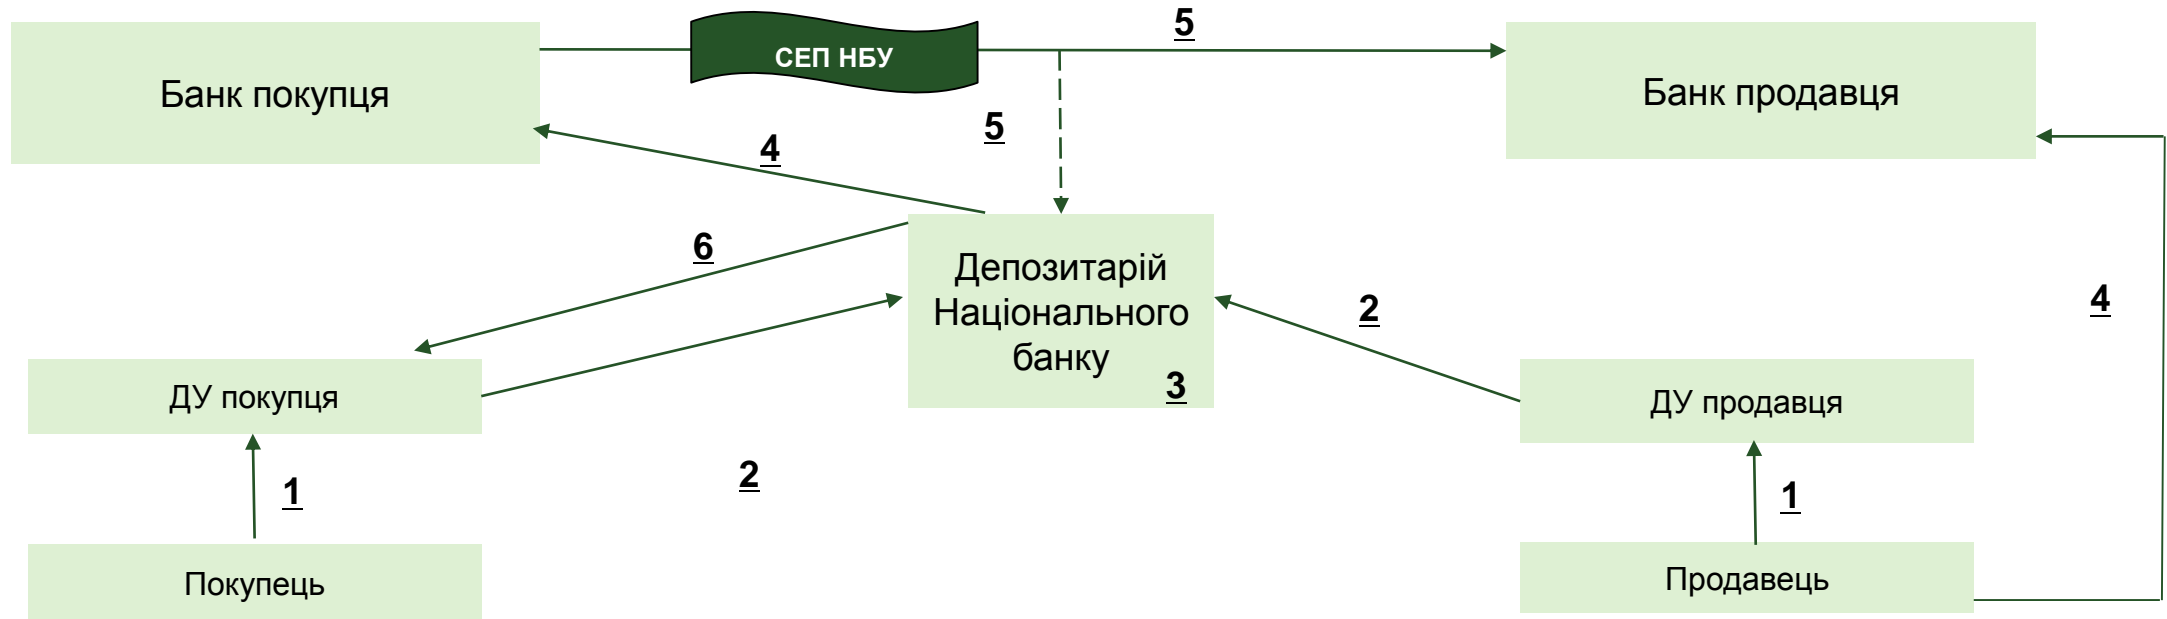 5
СЕП НБУ
Банк покупця
Банк продавця
5
4
6
Депозитарій
Національного
банку
3
2
4
ДУ покупця
ДУ продавця
2
1
1
Покупець
Продавець